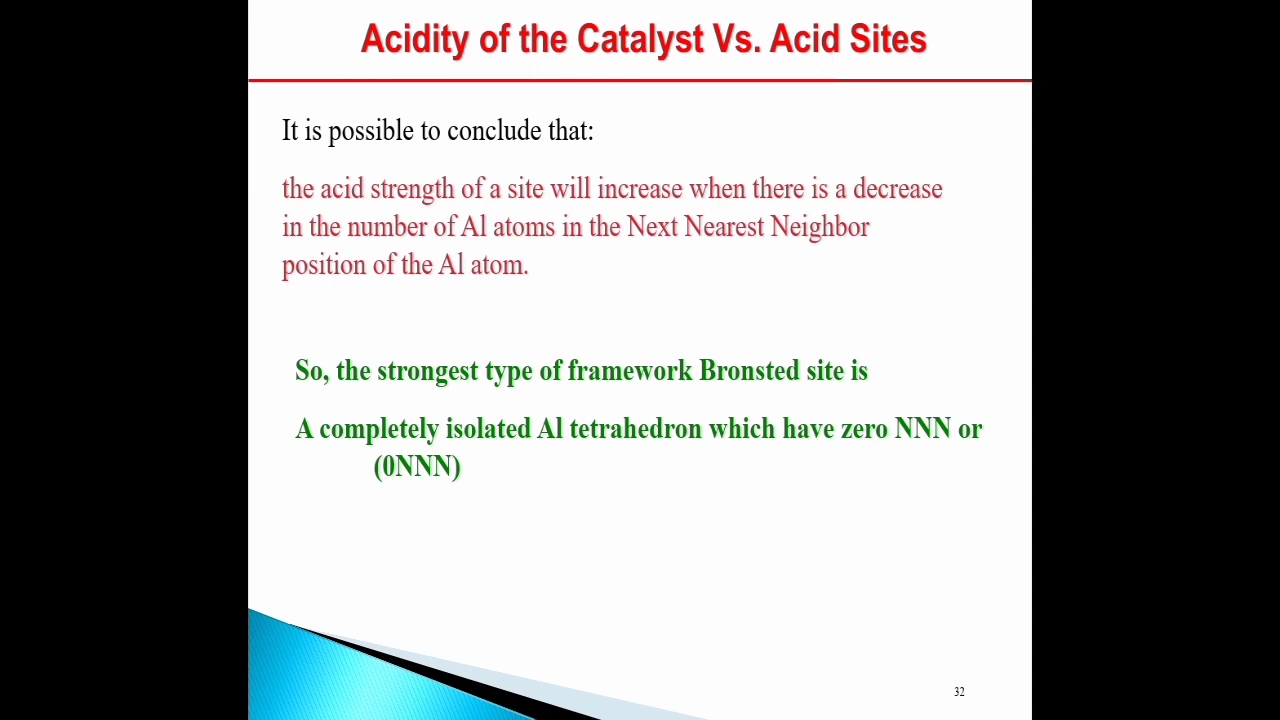 Acidity of the Catalyst Vs. Acid Sites
It is possible to conclude that:
the acid strength of a site will increase when there is a decrease
in the number of Al atoms in the Next Nearest Neighbor
position of the Al atom.
So, the strongest type of framework Bronsted site is
A completely isolated Al tetrahedron which have zero NNN or
(0NNN)
32